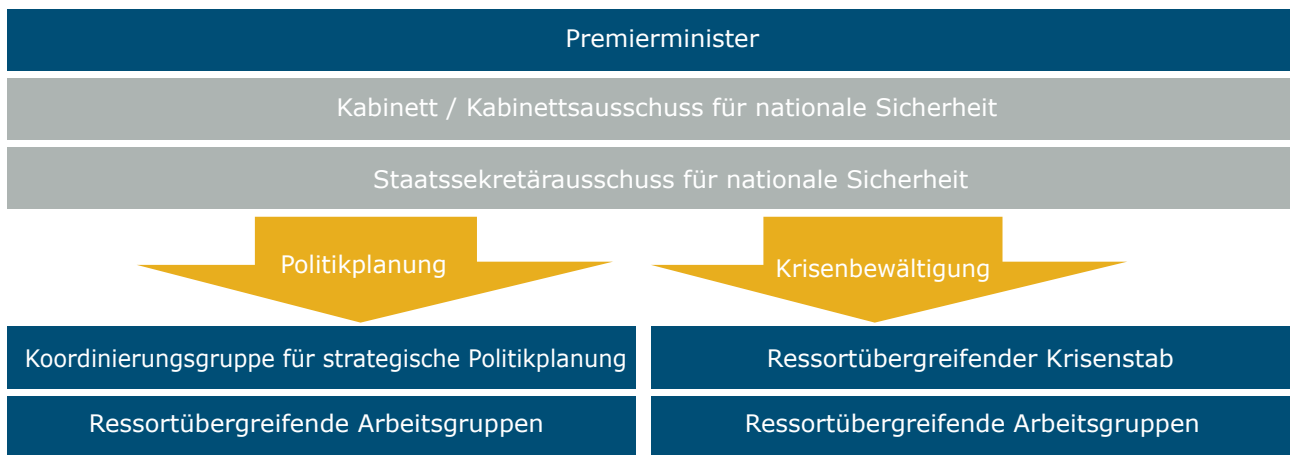 Premierminister
Kabinett / Kabinettsausschuss für nationale Sicherheit
Staatssekretärausschuss für nationale Sicherheit
Politikplanung
Krisenbewältigung
Koordinierungsgruppe für strategische Politikplanung
Ressortübergreifender Krisenstab
Ressortübergreifende Arbeitsgruppen
Ressortübergreifende Arbeitsgruppen